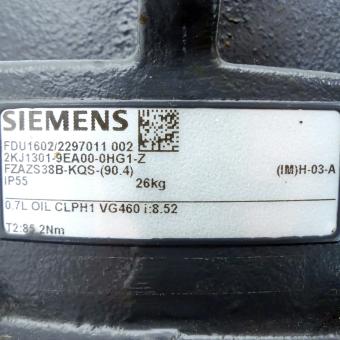 SIEMENS
FDU1602/2297011 002
2KJ1301-9EA00-0HG1-Z
FZAZS38B-KQS-(90.4) (IM)H-03-A
IP55 26kg
0.7L OIL CLPH1 VG460 i:8.52
T2:85.2Nm